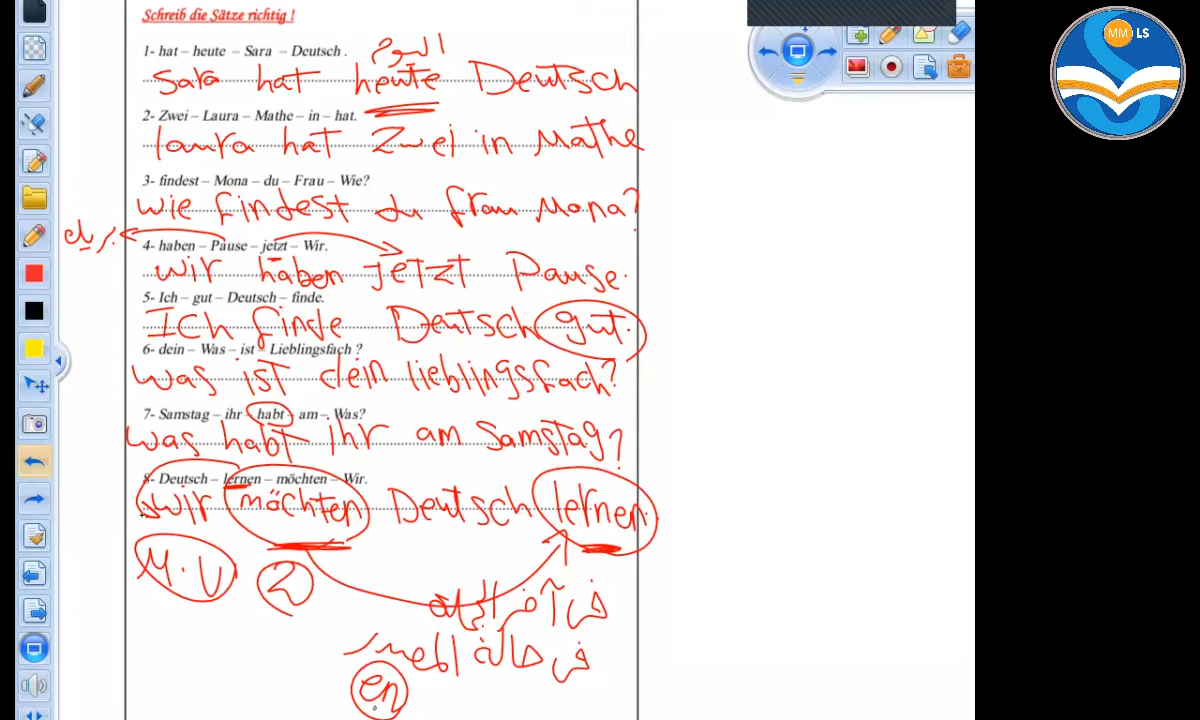 Schreib die Sätze richtig !
MM LS
1- hat – heute – Sara – Deutsch .
اليوم
Sara hat heute Deutsch
2- Zwei – Laura – Mathe – in – hat.
laura hat Zwei in Mathe
3- findest – Mona – du – Frau – Wie?
Wie findest du frau Mona?
4- haben – Pause – jetzt – Wir.
wir haben jetzt Pause.
5- Ich – gut – Deutsch – finde.
Ich finde Deutsch gut.
6- dein – Was – ist – Lieblingsfach ?
Was ist dein lieblingsfach?
7- Samstag – ihr – habt – am – Was?
Was habt ihr am Samstag?
8- Deutsch – lernen – möchten – Wir.
wir möchten Deutsch lernen.
M.V 2
فى آخر الجملة
فى حالة المصدر
en